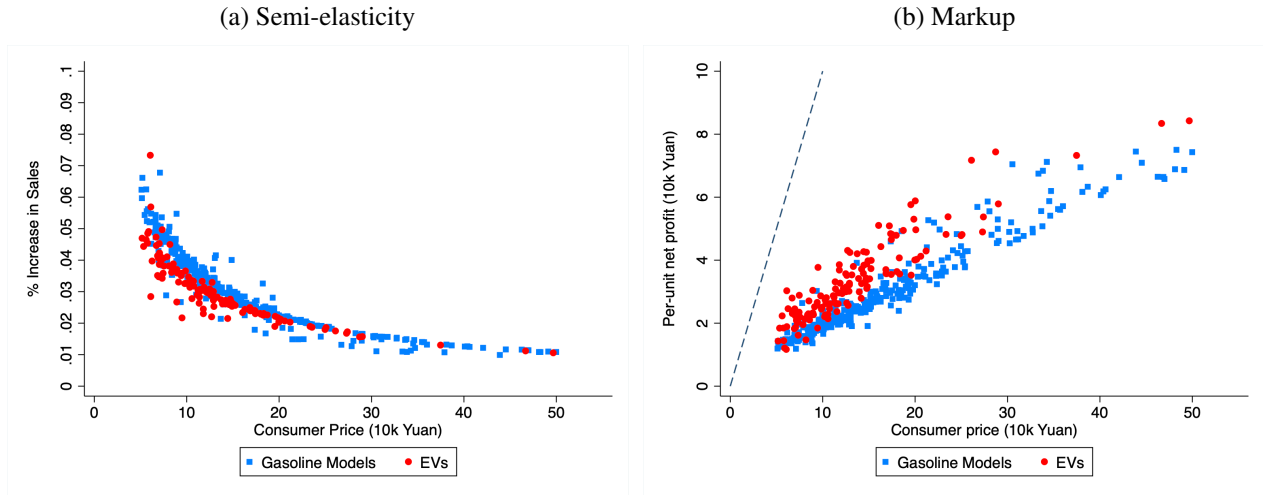 (a) Semi-elasticity
% Increase in Sales
.1
.09
.08
.07
.06
.05
.04
.03
.02
.01
0
0 10 20 30 40 50
Consumer Price (10k Yuan)
Gasoline Models EVs
(b) Markup
Per-unit net profit (10k Yuan)
10
8
6
4
2
0
0 10 20 30 40 50
Consumer price (10k Yuan)
Gasoline Models EVs